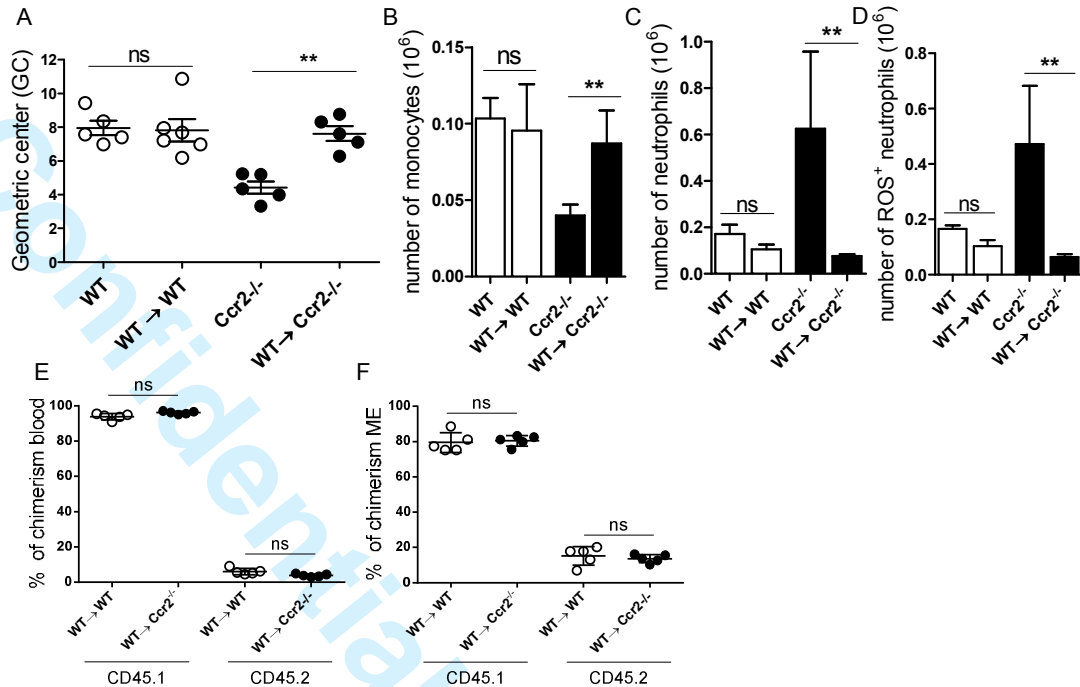 A
Geometric center (GC)
12
10
8
6
4
2
0
ns
**
WT
WT → WT
Ccr2-/-
WT→ Ccr2-/-
B
number of monocytes (10⁶)
0.15
0.10
0.05
0.00
ns
**
WT
WT→ WT
Ccr2-/-
WT→ Ccr2-/-
C
number of neutrophils (10⁶)
1.0
0.8
0.6
0.4
0.2
0.0
ns
**
WT
WT→ WT
Ccr2⁻/⁻
WT→ Ccr2⁻/⁻
D
number of ROS⁺ neutrophils (10⁶)
0.8
0.6
0.4
0.2
0.0
ns
**
WT
WT→ WT
Ccr2⁻/⁻
WT→ Ccr2⁻/⁻
E
% of chimerism blood
100
80
60
40
20
0
ns
ns
WT→ WT
WT→ Ccr2⁻/⁻
WT→ WT
WT→ Ccr2-/-
CD45.1
CD45.2
F
% of chimerism ME
100
80
60
40
20
0
ns
ns
WT→ WT
WT→ Ccr2⁻/⁻
WT→ WT
WT→ Ccr2-/-
CD45.1
CD45.2
Confidential